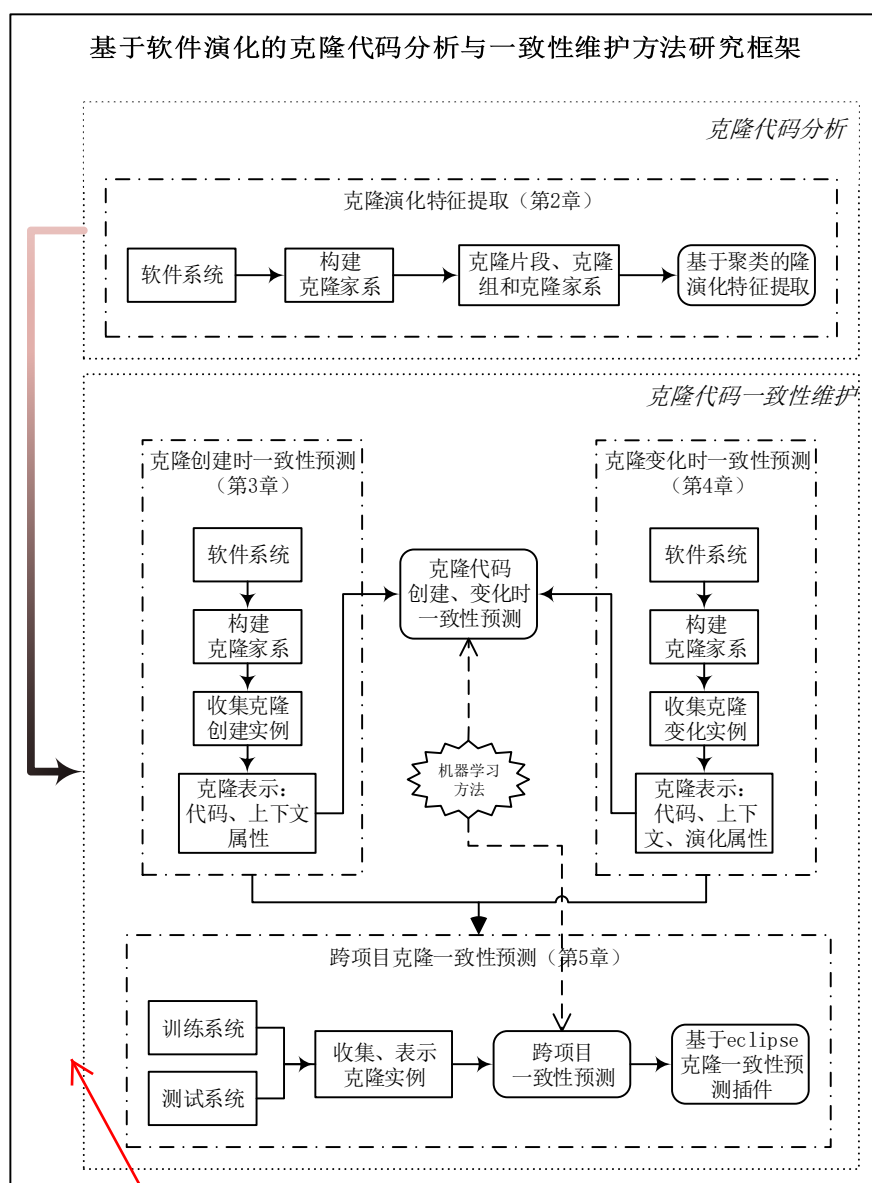 基于软件演化的克隆代码分析与一致性维护方法研究框架
克隆代码分析
克隆演化特征提取（第2章）
软件系统
构建
克隆家系
克隆片段、克隆
组和克隆家系
基于聚类的隆
演化特征提取
克隆代码一致性维护
克隆创建时一致性预测
（第3章）
软件系统
构建
克隆家系
收集克隆
创建实例
克隆表示:
代码、上下文
属性
克隆代码
创建、变化时
一致性预测
机器学习
方法
克隆变化时一致性预测
（第4章）
软件系统
构建
克隆家系
收集克隆
变化实例
克隆表示:
代码、上下
文、演化属性
跨项目克隆一致性预测（第5章）
训练系统
测试系统
收集、表示
克隆实例
跨项目
一致性预测
基于eclipse
克隆一致性预
测插件